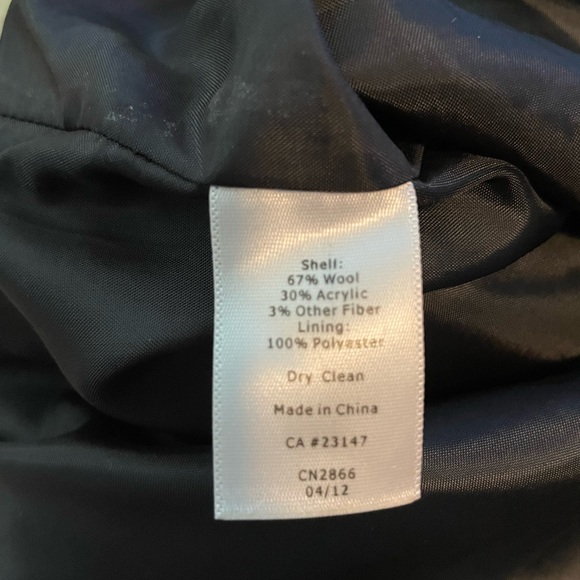 Shell:
67% Wool
30% Acrylic
3% Other Fiber
Lining:
100% Polyester
Dry Clean
Made in China
CA #23147
CN2866
04/12